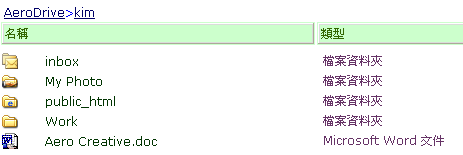 AeroDrive>kim
名稱 類型
inbox 檔案資料夾
My Photo 檔案資料夾
public_html 檔案資料夾
Work 檔案資料夾
Aero Creative.doc Microsoft Word 文件